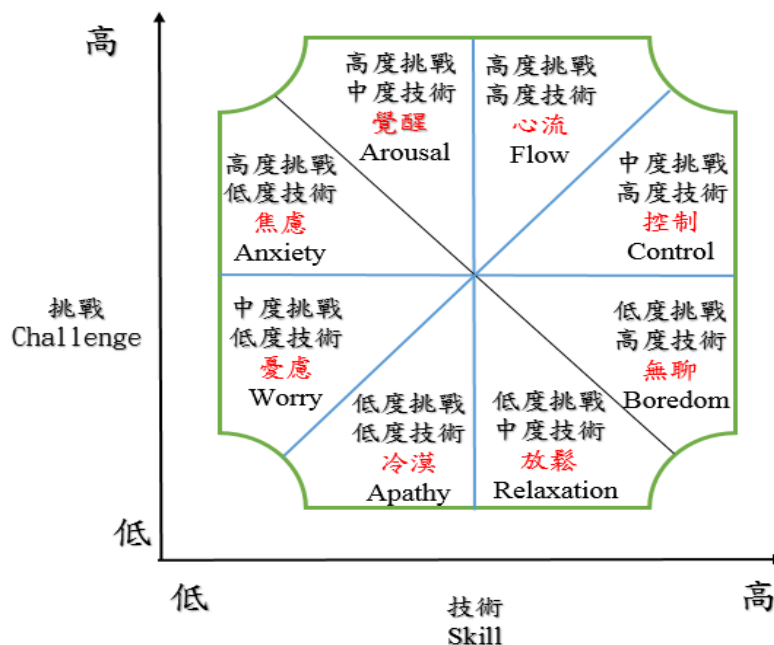 高
高度挑戰
中度技術
覺醒
Arousal
高度挑戰
高度技術
心流
Flow
高度挑戰
低度技術
焦慮
Anxiety
中度挑戰
高度技術
控制
Control
挑戰
Challenge
中度挑戰
低度技術
憂慮
Worry
低度挑戰
高度技術
無聊
Boredom
低度挑戰
低度技術
冷漠
Apathy
低度挑戰
中度技術
放鬆
Relaxation
低
低
技術
Skill
高